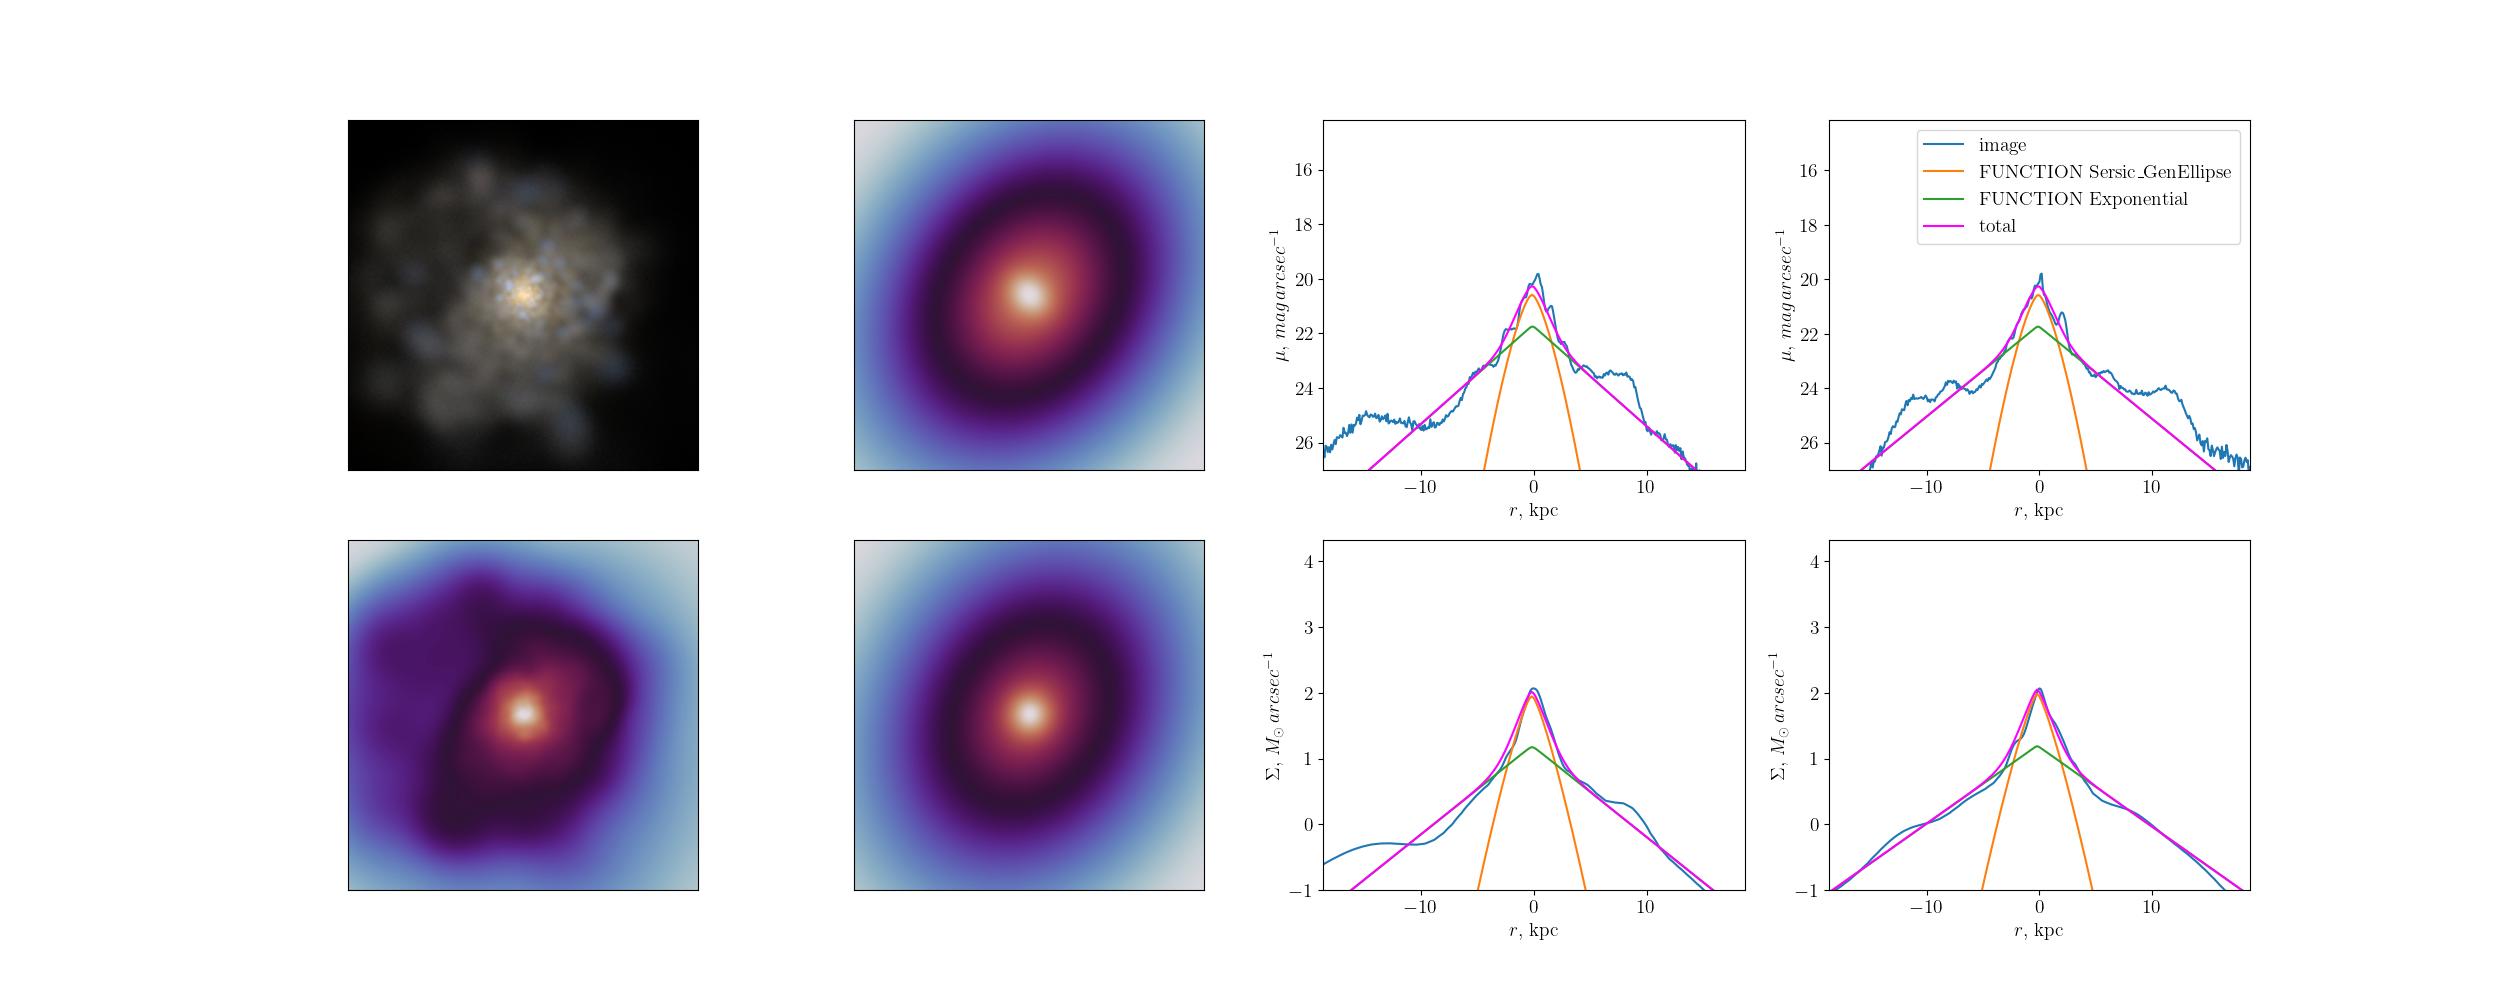 16
18
20
22
24
26
μ, mag arcsec⁻¹
−10 0 10
r, kpc
16
18
20
22
24
26
μ, mag arcsec⁻¹
−10 0 10
r, kpc
image
FUNCTION Sersic_GenEllipse
FUNCTION Exponential
total
4
3
2
1
0
−1
Σ, M⊙ arcsec⁻¹
−10 0 10
r, kpc
4
3
2
1
0
−1
Σ, M⊙ arcsec⁻¹
−10 0 10
r, kpc